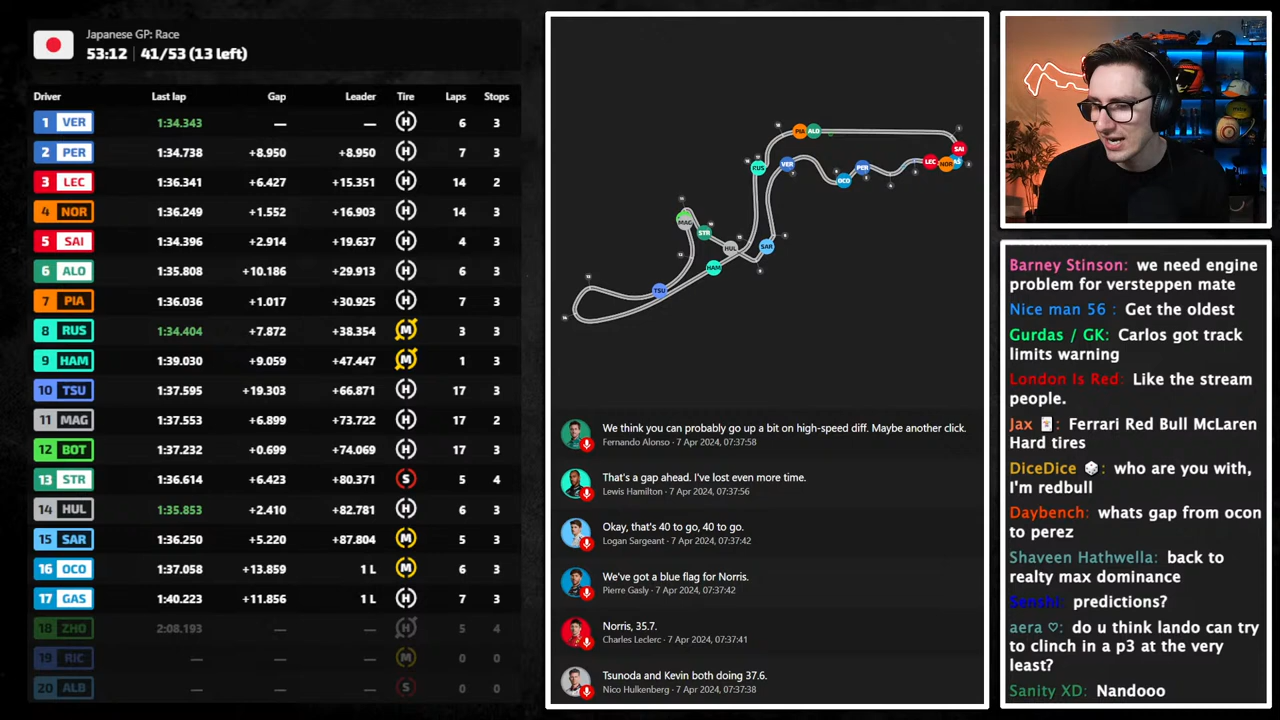 Japanese GP: Race
53:12 | 41/53 (13 left)
Driver Last lap Gap Leader Tire Laps Stops
1 VER 1:34.343 — — H 6 3
2 PER 1:34.738 +8.950 +8.950 H 7 3
3 LEC 1:36.341 +6.427 +15.351 H 14 2
4 NOR 1:36.249 +1.552 +16.903 H 14 3
5 SAI 1:34.396 +2.914 +19.637 H 4 3
6 ALO 1:35.808 +10.186 +29.913 H 6 3
7 PIA 1:36.036 +1.017 +30.925 H 7 3
8 RUS 1:34.404 +7.872 +38.354 M 3 3
9 HAM 1:39.030 +9.059 +47.447 M 1 3
10 TSU 1:37.595 +19.303 +66.871 H 17 3
11 MAG 1:37.553 +6.899 +73.722 H 17 2
12 BOT 1:37.232 +0.699 +74.069 H 17 3
13 STR 1:36.614 +6.423 +80.371 S 5 4
14 HUL 1:35.853 +2.410 +82.781 H 6 3
15 SAR 1:36.250 +5.220 +87.804 M 5 3
16 OCO 1:37.058 +13.859 1 L M 6 3
17 GAS 1:40.223 +11.856 1 L H 7 3
18 ZHO 2:08.193 — — H 5 4
19 RIC — — — M 0 0
20 ALB — — — S 0 0
PIA ALO
SAI
RUS VER OCO PER LEC NOR
MAG STR HUL SAR
HAM
TSU
We think you can probably go up a bit on high-speed diff. Maybe another click.
Fernando Alonso · 7 Apr 2024, 07:37:58
That's a gap ahead. I've lost even more time.
Lewis Hamilton · 7 Apr 2024, 07:37:56
Okay, that's 40 to go, 40 to go.
Logan Sargeant · 7 Apr 2024, 07:37:42
We've got a blue flag for Norris.
Pierre Gasly · 7 Apr 2024, 07:37:42
Norris, 35.7.
Charles Leclerc · 7 Apr 2024, 07:37:41
Tsunoda and Kevin both doing 37.6.
Nico Hulkenberg · 7 Apr 2024, 07:37:38
Barney Stinson: we need engine
problem for versteppen mate
Nice man 56 : Get the oldest
Gurdas / GK: Carlos got track
limits warning
London Is Red: Like the stream
people.
Jax 🃏: Ferrari Red Bull McLaren
Hard tires
DiceDice 🎲: who are you with,
I'm redbull
Daybench: whats gap from ocon
to perez
Shaveen Hathwella: back to
realty max dominance
Senshi: predictions?
aera ♡: do u think lando can try
to clinch in a p3 at the very
least?
Sanity XD: Nandooo